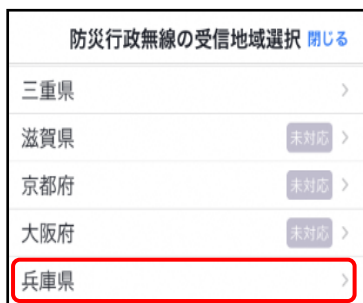 防災行政無線の受信地域選択 閉じる
三重県
滋賀県 未対応
京都府 未対応
大阪府 未対応
兵庫県